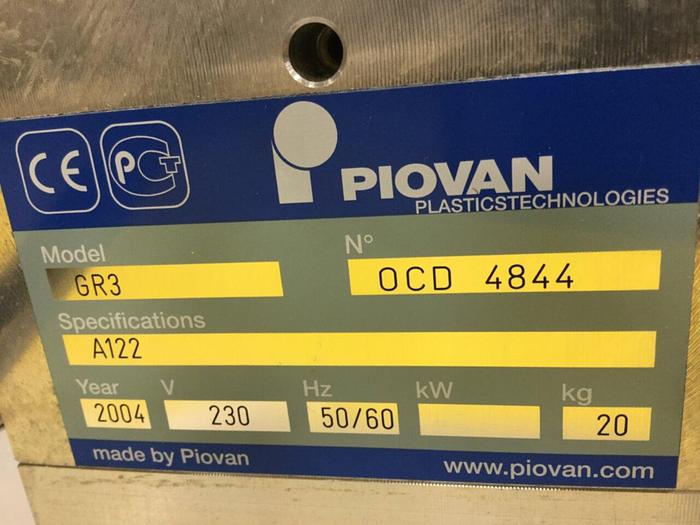 CE PCT
PIOVAN
PLASTICSTECHNOLOGIES
Model N°
GR3 OCD 4844
Specifications
A122
Year V Hz kW kg
2004 230 50/60 20
made by Piovan www.piovan.com